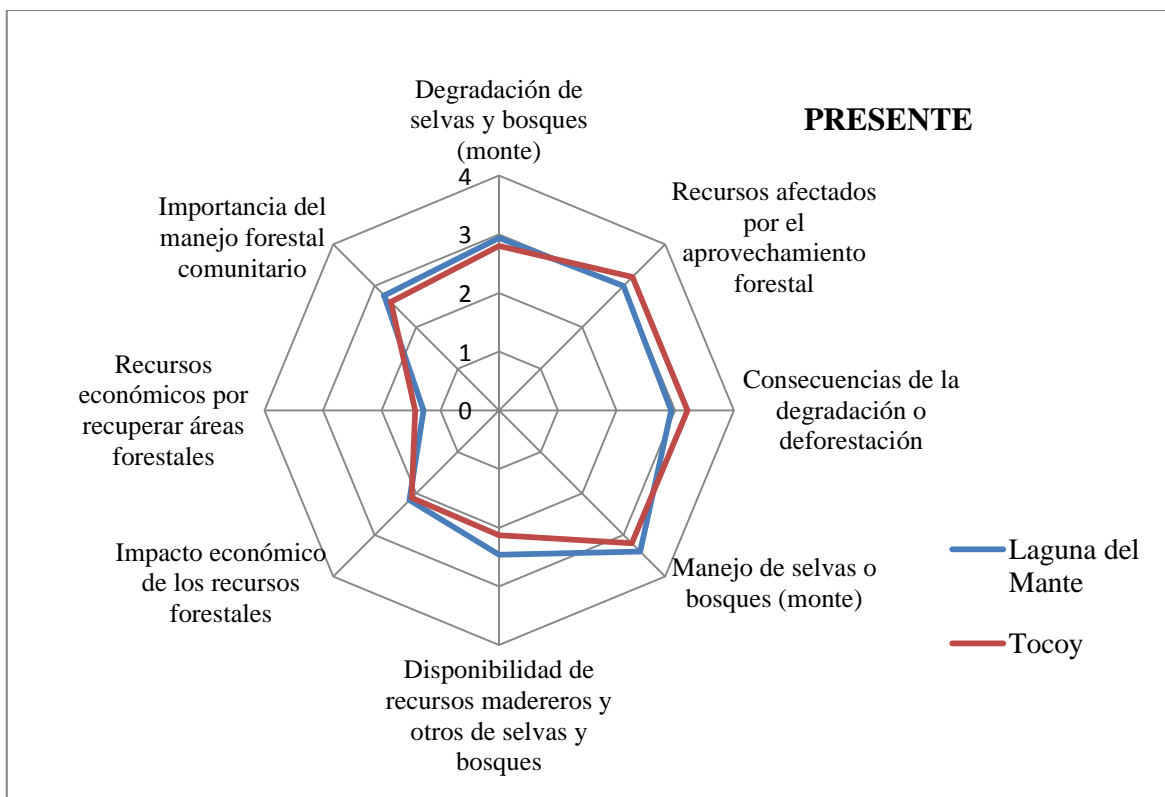 PRESENTE
Degradación de
selvas y bosques
(monte)
Recursos afectados
por el
aprovechamiento
forestal
Consecuencias de la
degradación o
deforestación
Manejo de selvas o
bosques (monte)
Disponibilidad de
recursos madereros y
otros de selvas y
bosques
Impacto económico
de los recursos
forestales
Recursos
económicos por
recuperar áreas
forestales
Importancia del
manejo forestal
comunitario
4
3
2
1
0
Laguna del
Mante
Tocoy